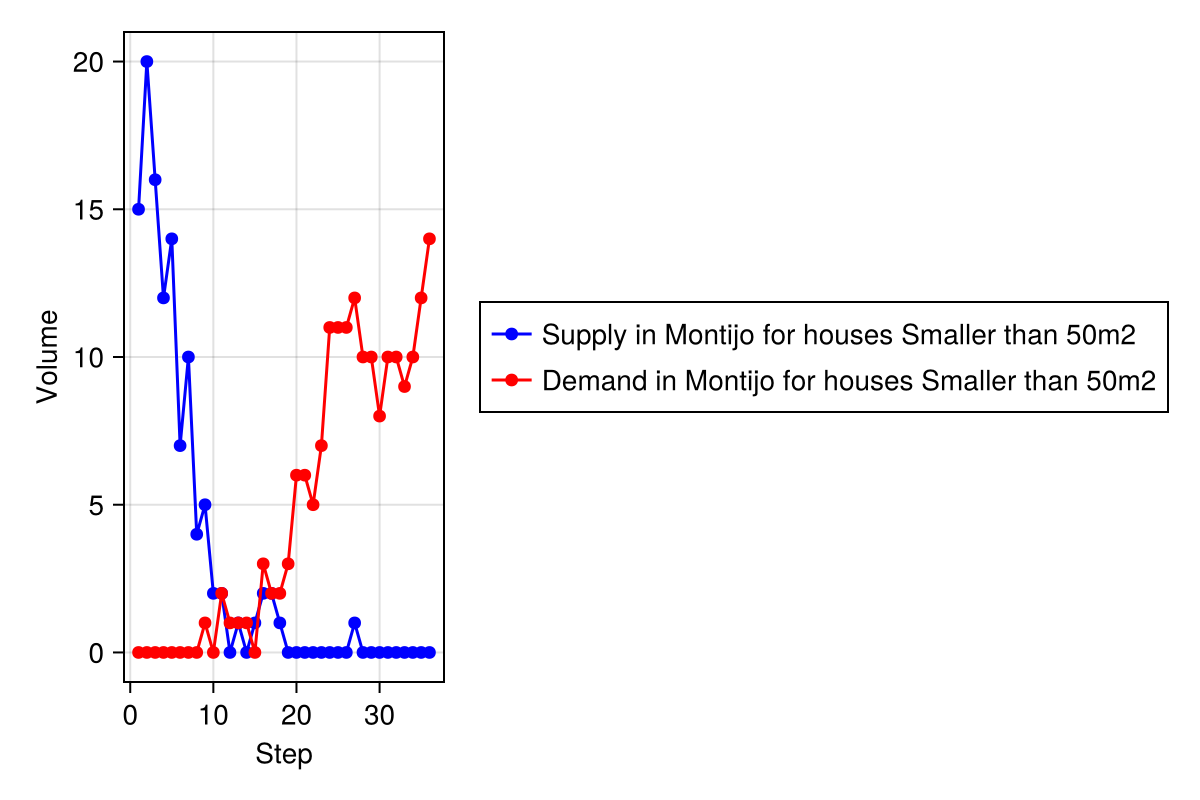 20
15
10
5
0
Volume
0 10 20 30
Step
Supply in Montijo for houses Smaller than 50m2
Demand in Montijo for houses Smaller than 50m2